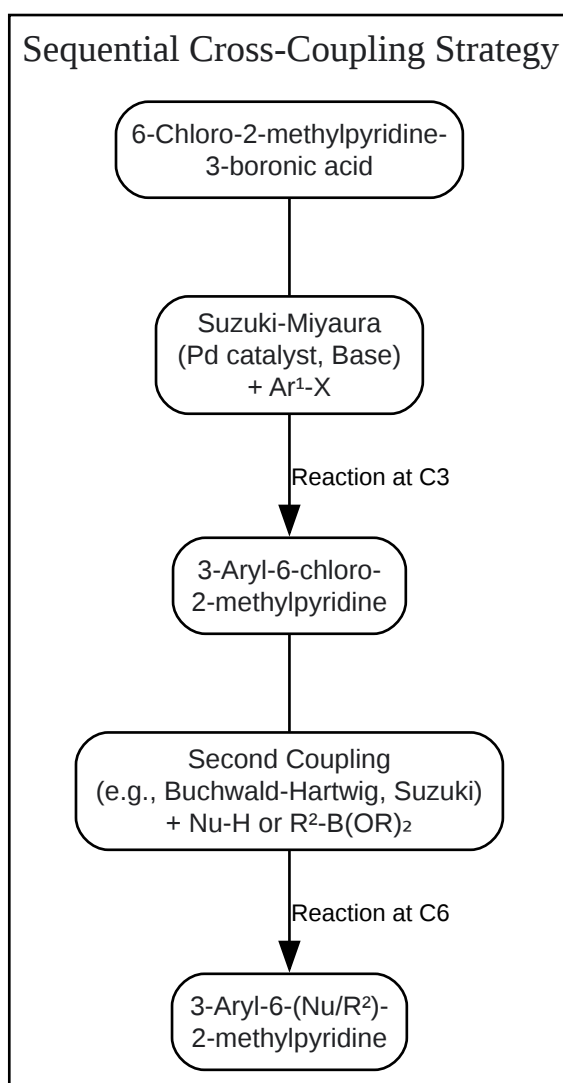 Sequential Cross-Coupling Strategy
6-Chloro-2-methylpyridine-
3-boronic acid
Suzuki-Miyaura
(Pd catalyst, Base)
+ Ar¹-X
Reaction at C3
3-Aryl-6-chloro-
2-methylpyridine
Second Coupling
(e.g., Buchwald-Hartwig, Suzuki)
+ Nu-H or R²-B(OR)₂
Reaction at C6
3-Aryl-6-(Nu/R²)-
2-methylpyridine